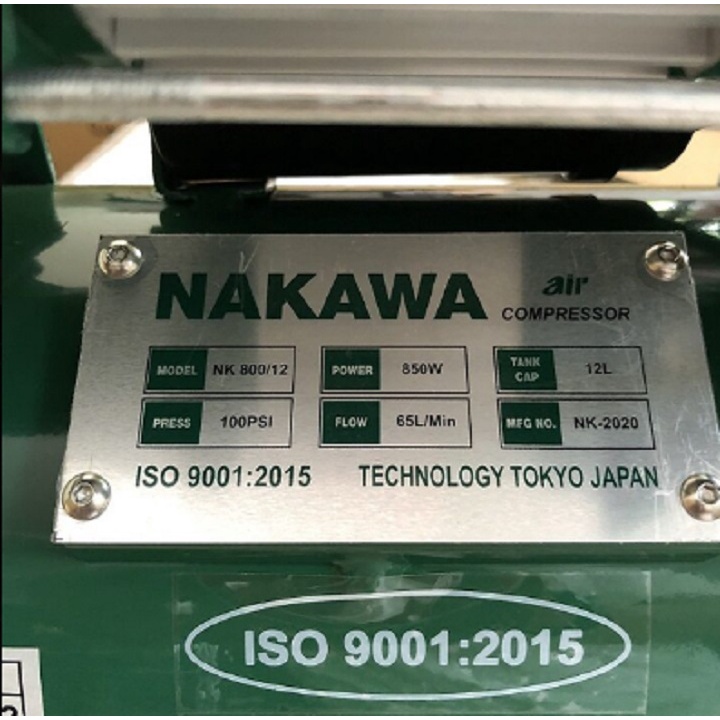 NAKAWA air
COMPRESSOR
MODEL NK 800/12 POWER 850W TANK CAP 12L
PRESS 100PSI FLOW 65L/Min MFG NO. NK-2020
ISO 9001:2015 TECHNOLOGY TOKYO JAPAN
ISO 9001:2015